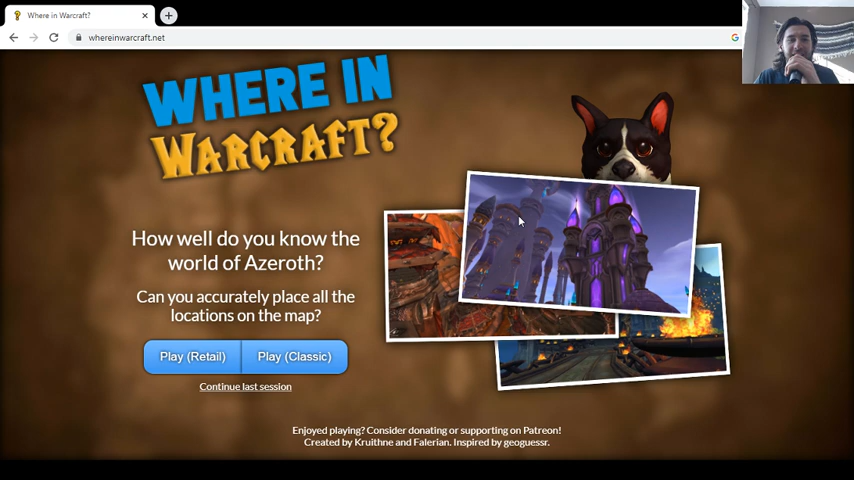 Where in Warcraft?
whereinwarcraft.net
WHERE IN
WARCRAFT?
How well do you know the
world of Azeroth?
Can you accurately place all the
locations on the map?
Play (Retail) Play (Classic)
Continue last session
Enjoyed playing? Consider donating or supporting on Patreon!
Created by Kruithne and Falerian. Inspired by geoguessr.